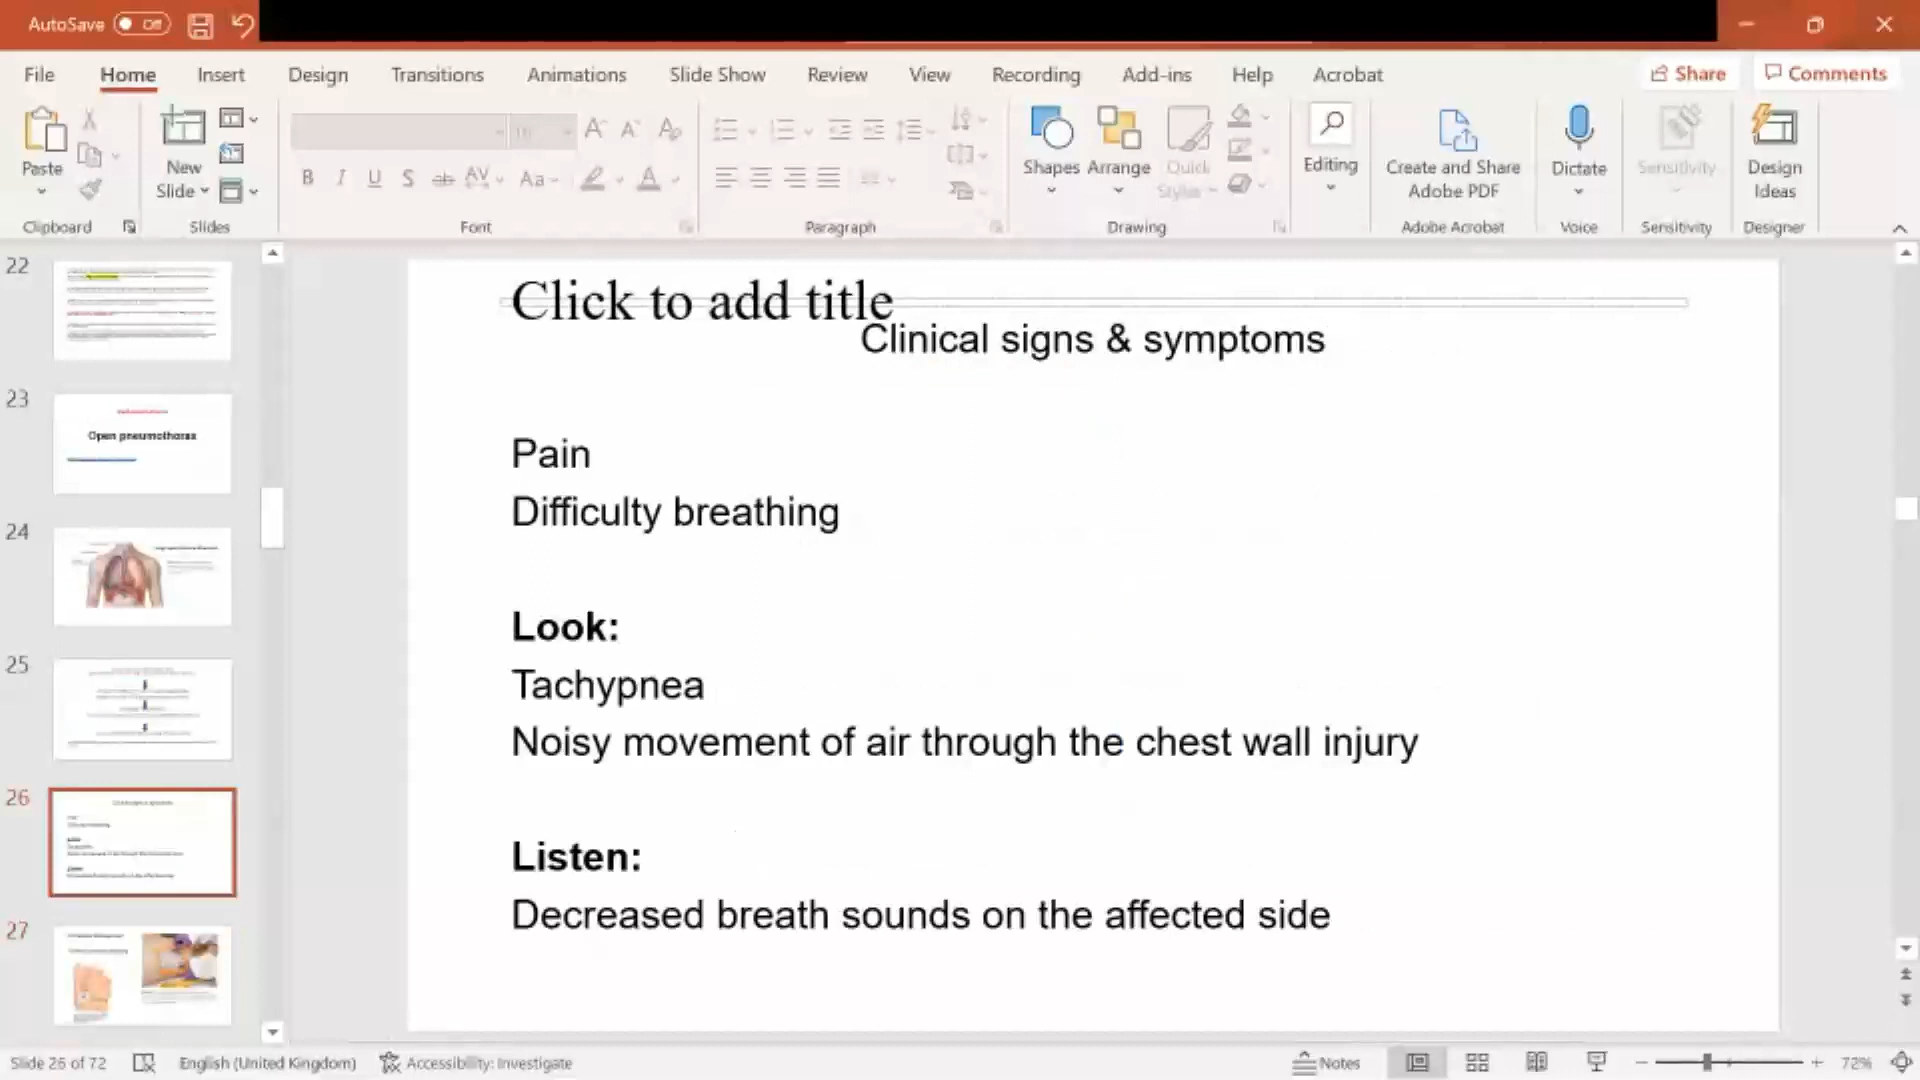 AutoSave Off
File Home Insert Design Transitions Animations Slide Show Review View Recording Add-ins Help Acrobat Share Comments
Paste
New
Slide
B I U S ab AV Aa A
Shapes Arrange Quick
Styles
Editing
Create and Share
Adobe PDF
Dictate
Sensitivity
Design
Ideas
Clipboard Slides Font Paragraph Drawing Adobe Acrobat Voice Sensitivity Designer
22
23
Open pneumothorax
24
25
26
27
Click to add title
Clinical signs & symptoms
Pain
Difficulty breathing
Look:
Tachypnea
Noisy movement of air through the chest wall injury
Listen:
Decreased breath sounds on the affected side
Slide 26 of 72 English (United Kingdom) Accessibility: Investigate Notes 72%